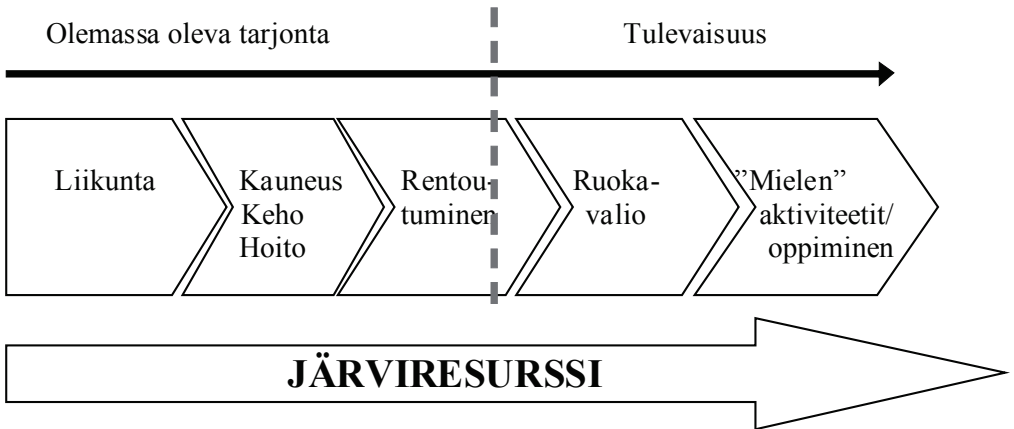 Olemassa oleva tarjonta
Tulevaisuus
Liikunta
Kauneus
Keho
Hoito
Rentou-
tuminen
Ruoka-
valio
”Mielen”
aktiviteetit/
oppiminen
JÄRVIRESURSSI